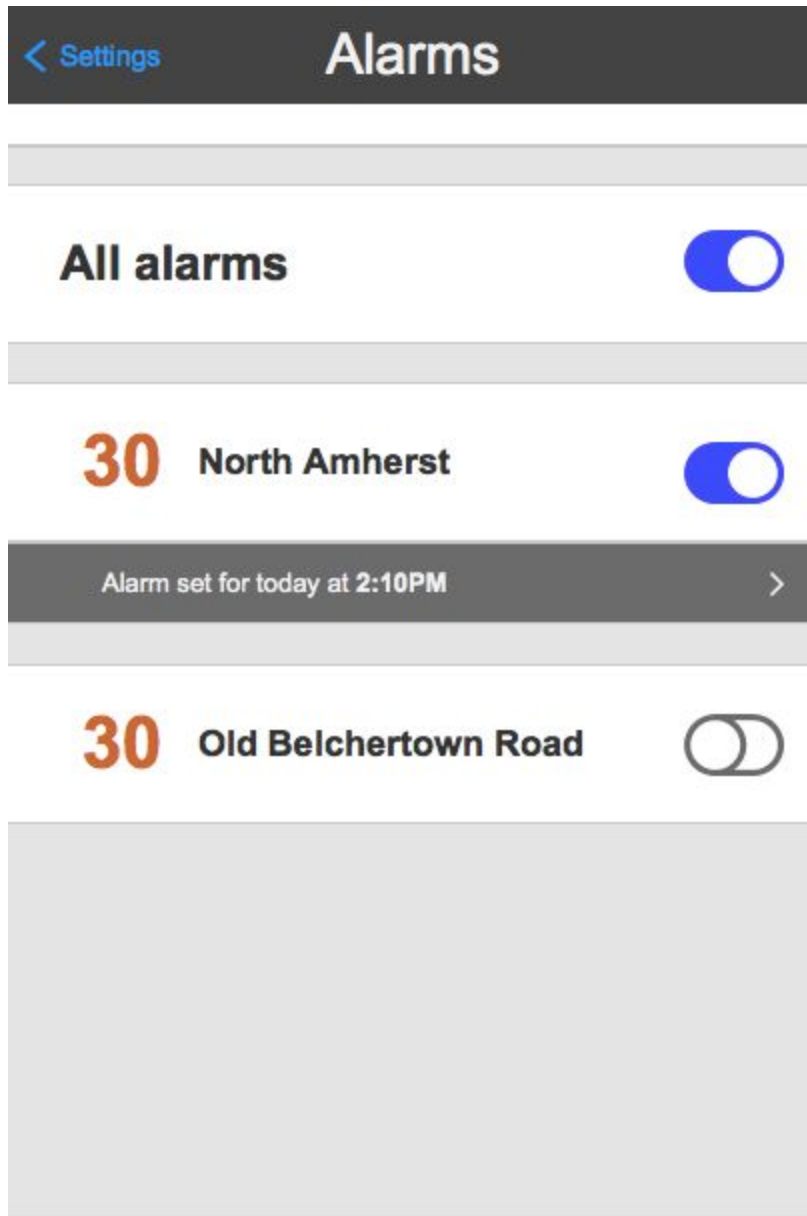 Settings Alarms
All alarms
30 North Amherst
Alarm set for today at 2:10PM
30 Old Belchertown Road